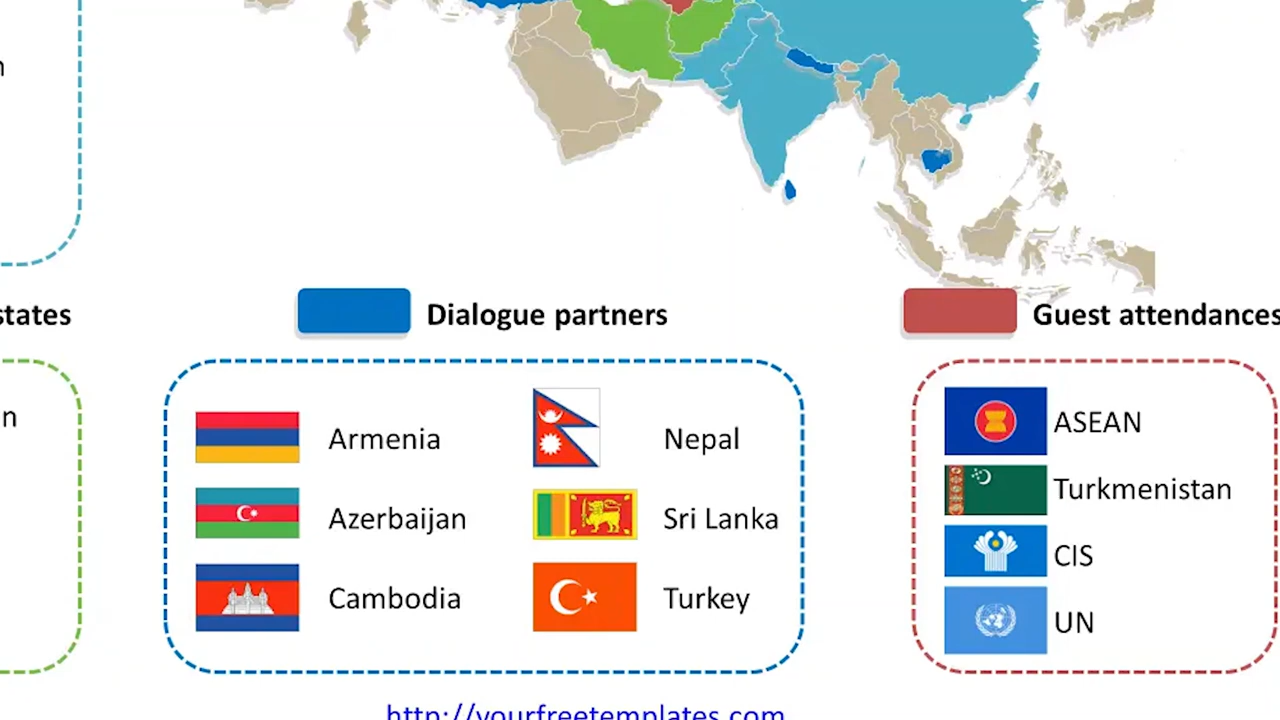 n
states
Dialogue partners
Guest attendances
n
Armenia
Nepal
ASEAN
Azerbaijan
Sri Lanka
Turkmenistan
Cambodia
Turkey
CIS
UN
http://yourfreetemplates.com